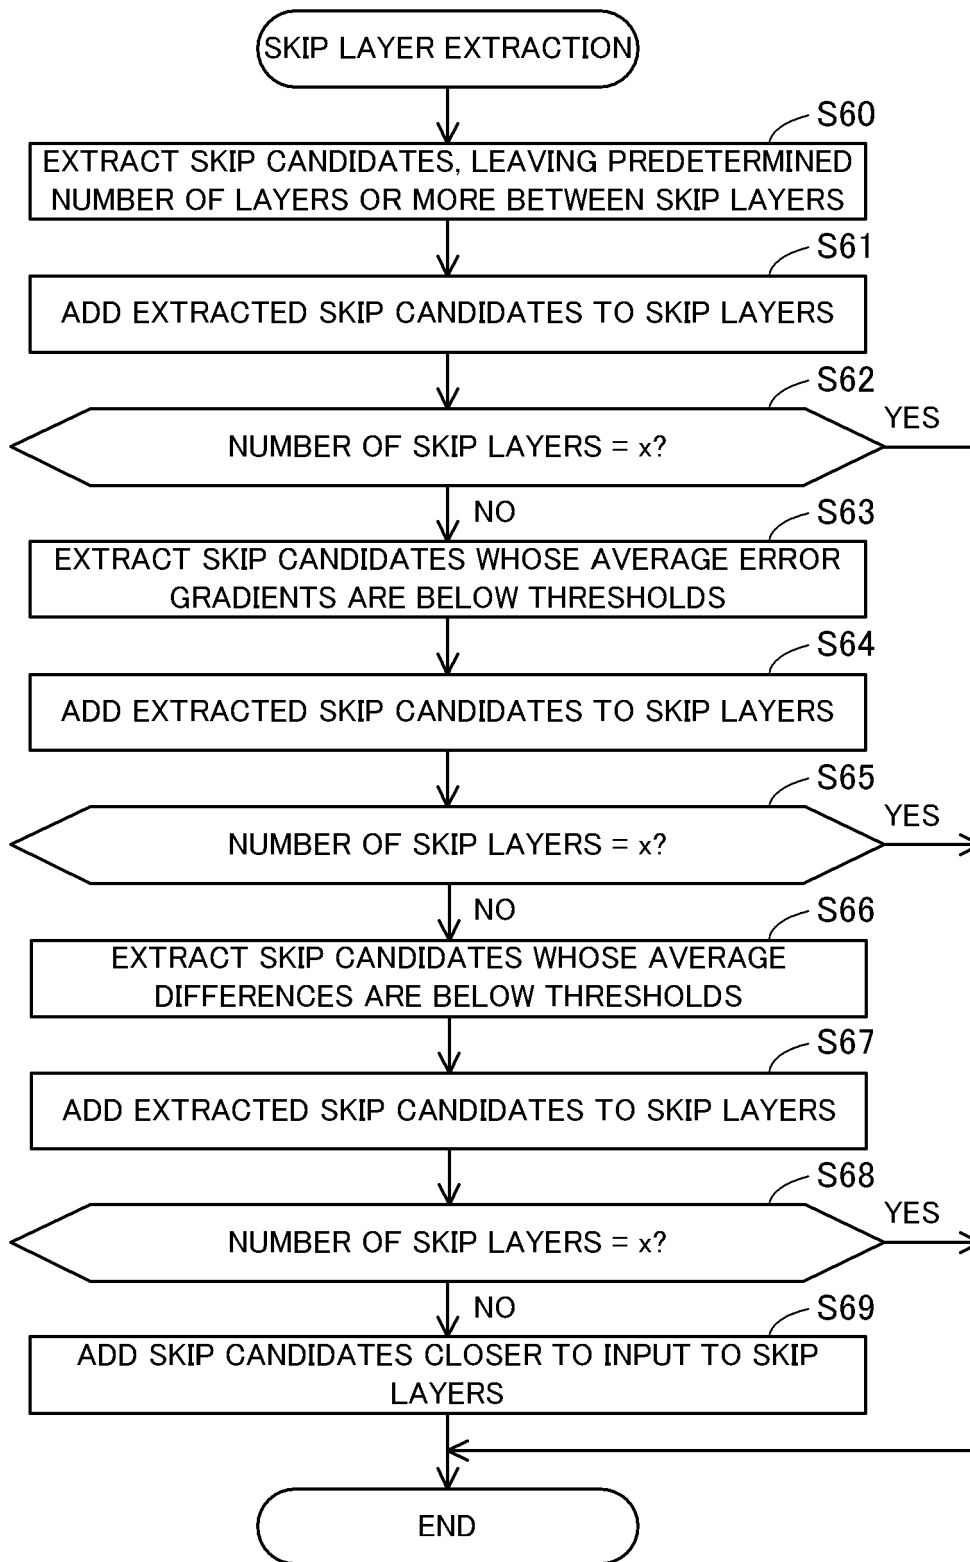 SKIP LAYER EXTRACTION
S60
EXTRACT SKIP CANDIDATES, LEAVING PREDETERMINED
NUMBER OF LAYERS OR MORE BETWEEN SKIP LAYERS
S61
ADD EXTRACTED SKIP CANDIDATES TO SKIP LAYERS
S62
NUMBER OF SKIP LAYERS = x?
YES
NO
S63
EXTRACT SKIP CANDIDATES WHOSE AVERAGE ERROR
GRADIENTS ARE BELOW THRESHOLDS
S64
ADD EXTRACTED SKIP CANDIDATES TO SKIP LAYERS
S65
NUMBER OF SKIP LAYERS = x?
YES
NO
S66
EXTRACT SKIP CANDIDATES WHOSE AVERAGE
DIFFERENCES ARE BELOW THRESHOLDS
S67
ADD EXTRACTED SKIP CANDIDATES TO SKIP LAYERS
S68
NUMBER OF SKIP LAYERS = x?
YES
NO
S69
ADD SKIP CANDIDATES CLOSER TO INPUT TO SKIP
LAYERS
END